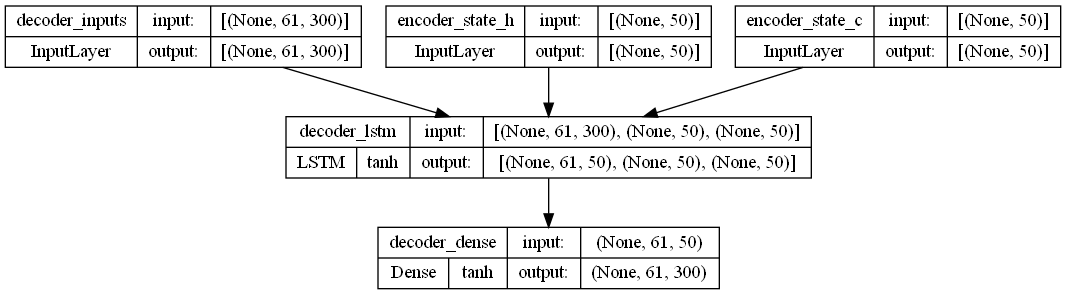 decoder_inputs input: [(None, 61, 300)]
InputLayer output: [(None, 61, 300)]
encoder_state_h input: [(None, 50)]
InputLayer output: [(None, 50)]
encoder_state_c input: [(None, 50)]
InputLayer output: [(None, 50)]
decoder_lstm input: [(None, 61, 300), (None, 50), (None, 50)]
LSTM tanh output: [(None, 61, 50), (None, 50), (None, 50)]
decoder_dense input: (None, 61, 50)
Dense tanh output: (None, 61, 300)